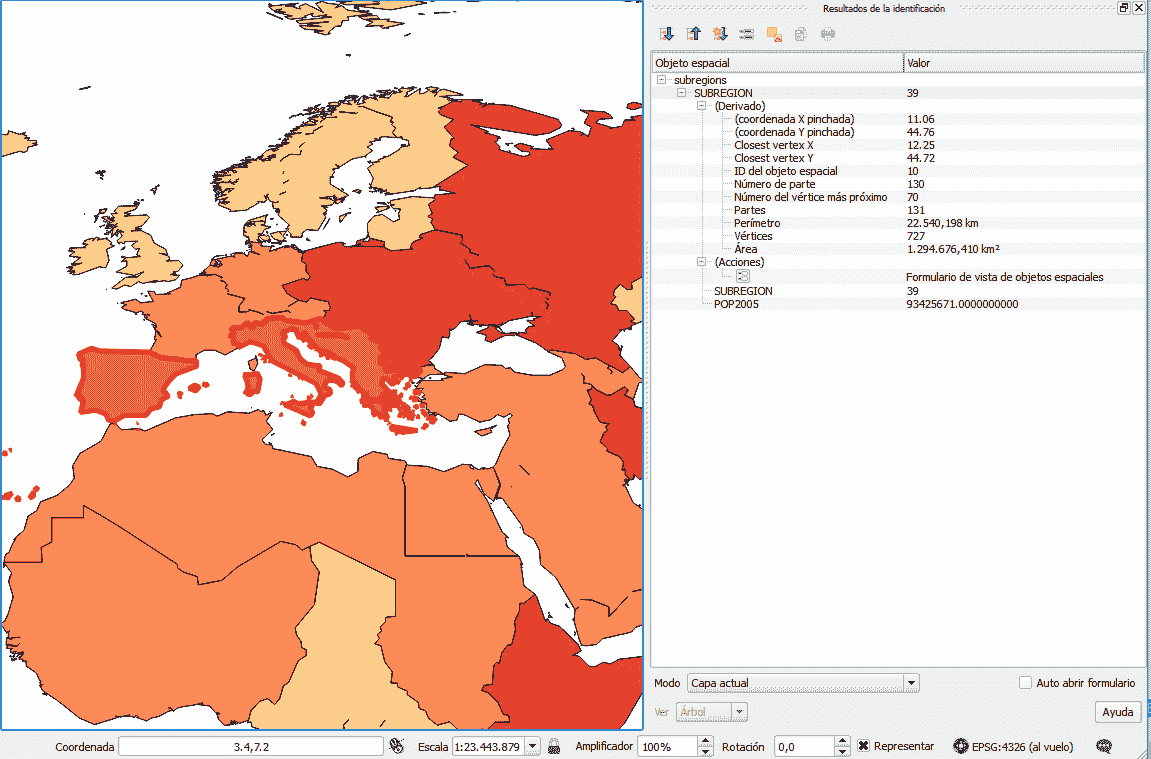 Resultados de la identificación
Objeto espacial Valor
subregions
SUBREGION 39
(Derivado)
(coordenada X pinchada) 11.06
(coordenada Y pinchada) 44.76
Closest vertex X 12.25
Closest vertex Y 44.72
ID del objeto espacial 10
Número de parte 130
Número del vértice más próximo 70
Partes 131
Perímetro 22.540,198 km
Vértices 727
Área 1.294.676,410 km²
(Acciones)
Formulario de vista de objetos espaciales
SUBREGION 39
POP2005 93425671.0000000000
Modo Capa actual Auto abrir formulario
Ver Árbol Ayuda
Coordenada 3.4,7.2 Escala 1:23.443.879 Amplificador 100% Rotación 0,0 Representar EPSG:4326 (al vuelo)